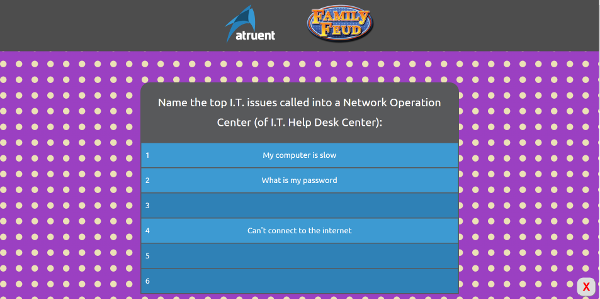 atruent
FAMILY
FEUD
Name the top I.T. issues called into a Network Operation
Center (of I.T. Help Desk Center):
1 My computer is slow
2 What is my password
3
4 Can't connect to the internet
5
6
X